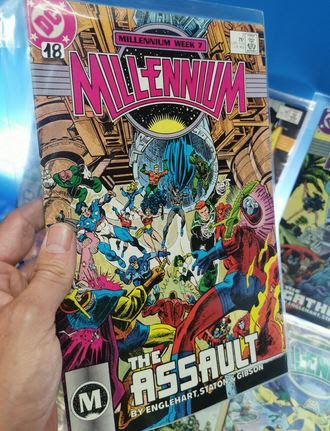 DC
18
MILLENNIUM WEEK 7
MILLENNIUM
THE
ASSAULT
BY ENGLEHART, STATON & GIBSON
M